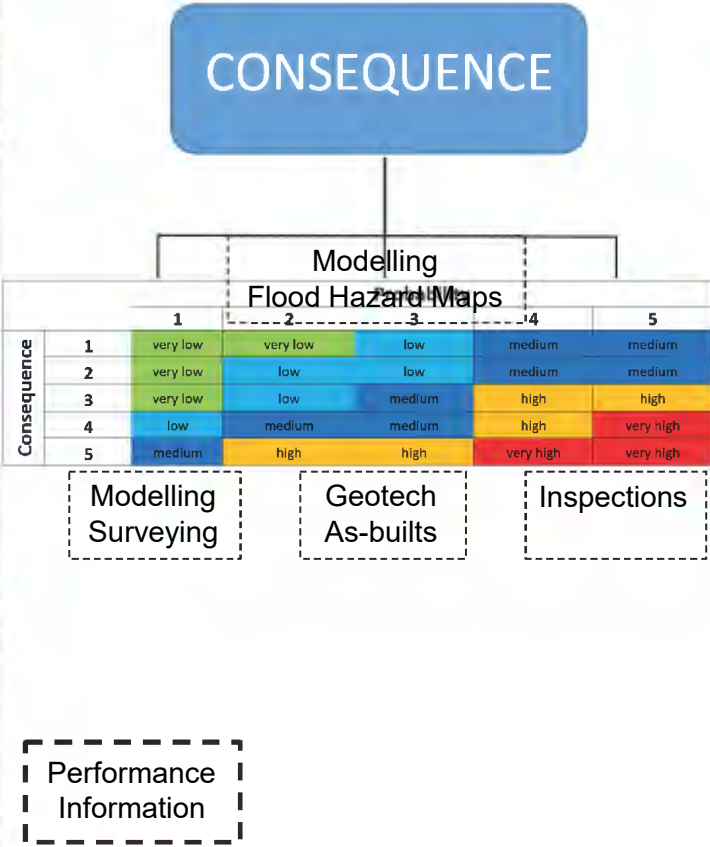 CONSEQUENCE
Modelling
Flood Hazard Maps
Probability
1 2 3 4 5
Consequence
1 very low very low low medium medium
2 very low low low medium medium
3 very low low medium high high
4 low medium medium high very high
5 medium high high very high very high
Modelling
Surveying
Geotech
As-builts
Inspections
Performance
Information